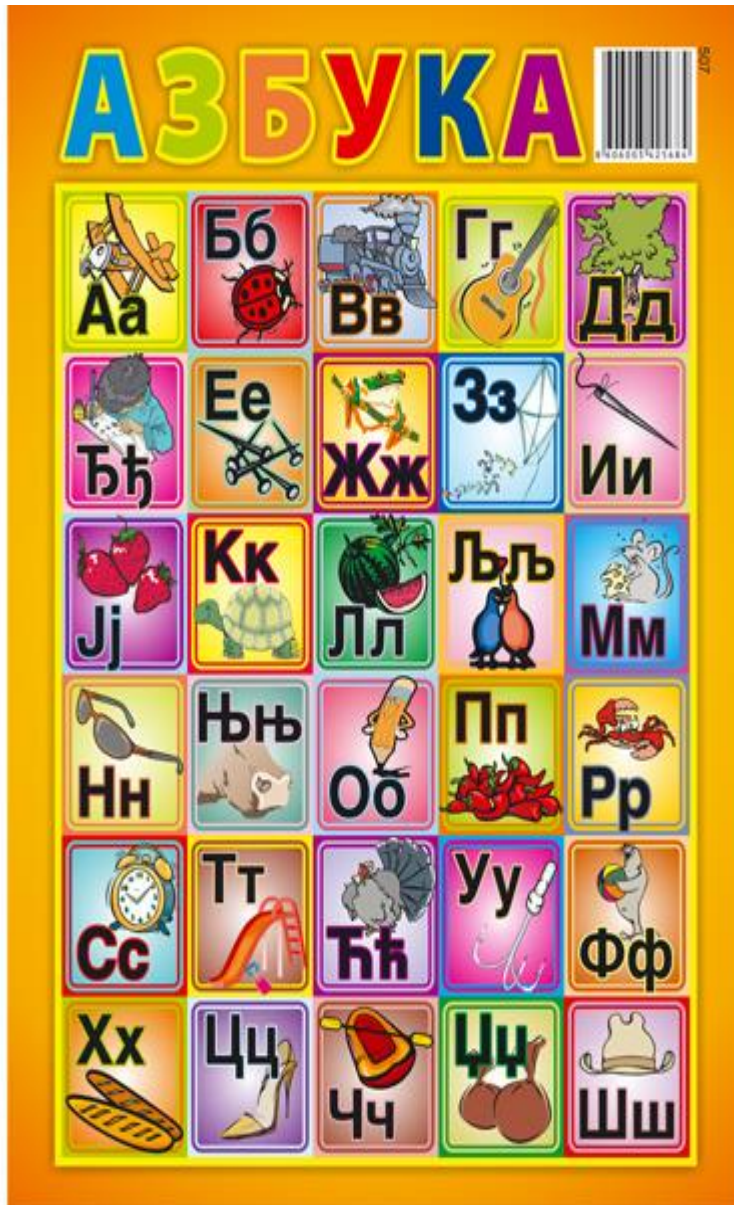 АЗБУКА
507
Аа Бб Вв Гг Дд
Ђђ Ее Жж Зз Ии
Јј Кк Лл Љљ Мм
Нн Њњ Оо Пп Рр
Сс Тт Ћћ Уу Фф
Хх Цц Чч Џџ Шш